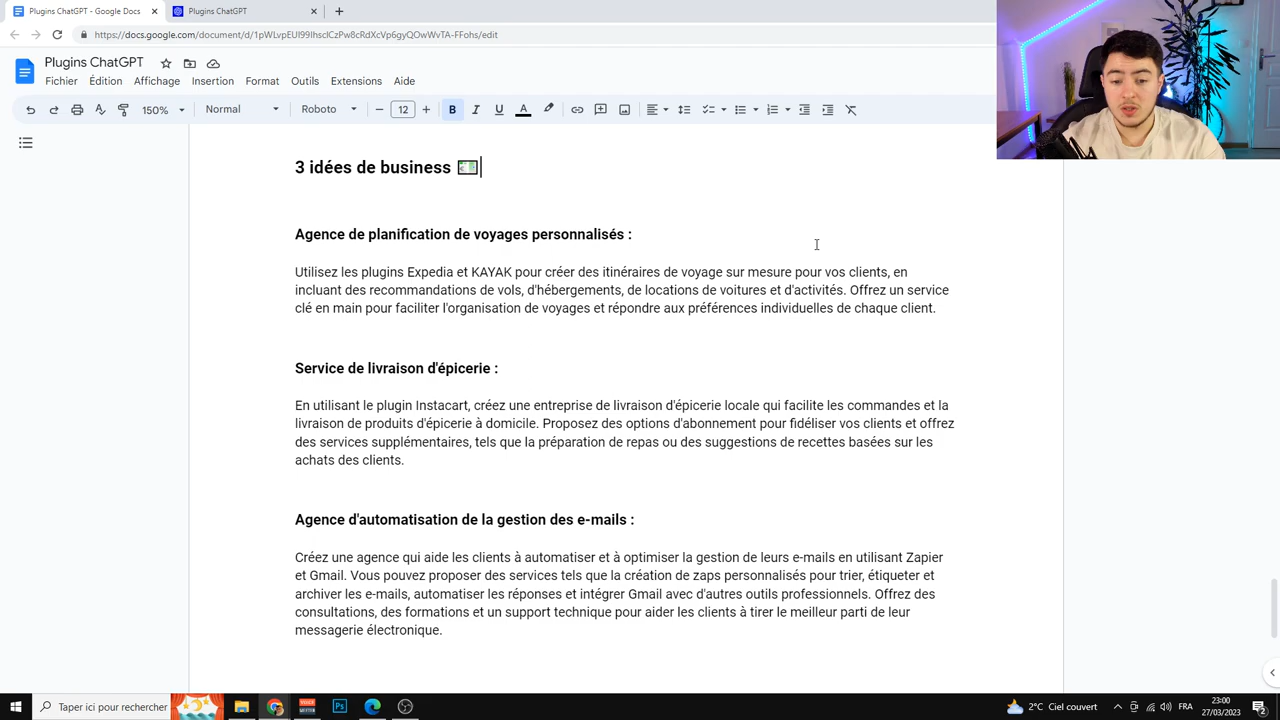 Plugins ChatGPT - Google Docs
Plugins ChatGPT
https://docs.google.com/document/d/1pWLvpEUI99IhsclCzPw8cRdXcVp6gyQOwWvTA-FFohs/edit
Plugins ChatGPT
Fichier Édition Affichage Insertion Format Outils Extensions Aide
150% Normal Roboto 12 B I U A
3 idées de business
Agence de planification de voyages personnalisés :
Utilisez les plugins Expedia et KAYAK pour créer des itinéraires de voyage sur mesure pour vos clients, en
incluant des recommandations de vols, d'hébergements, de locations de voitures et d'activités. Offrez un service
clé en main pour faciliter l'organisation de voyages et répondre aux préférences individuelles de chaque client.
Service de livraison d'épicerie :
En utilisant le plugin Instacart, créez une entreprise de livraison d'épicerie locale qui facilite les commandes et la
livraison de produits d'épicerie à domicile. Proposez des options d'abonnement pour fidéliser vos clients et offrez
des services supplémentaires, tels que la préparation de repas ou des suggestions de recettes basées sur les
achats des clients.
Agence d'automatisation de la gestion des e-mails :
Créez une agence qui aide les clients à automatiser et à optimiser la gestion de leurs e-mails en utilisant Zapier
et Gmail. Vous pouvez proposer des services tels que la création de zaps personnalisés pour trier, étiqueter et
archiver les e-mails, automatiser les réponses et intégrer Gmail avec d'autres outils professionnels. Offrez des
consultations, des formations et un support technique pour aider les clients à tirer le meilleur parti de leur
messagerie électronique.
Taper ici pour rechercher
Ps
2°C Ciel couvert
FRA
23:00
27/03/2023
2